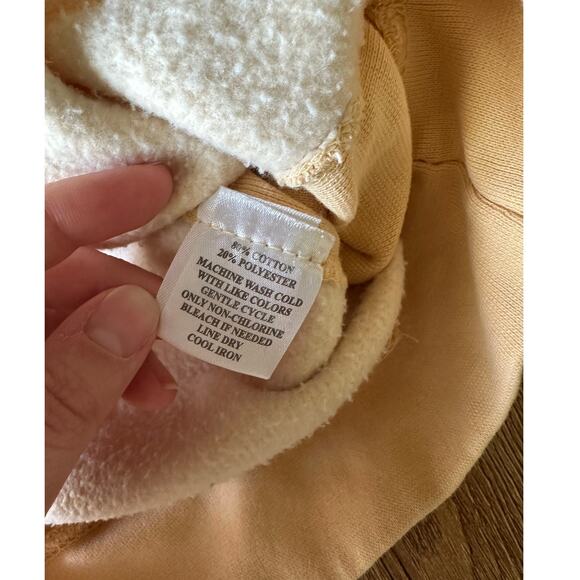 80% COTTON
20% POLYESTER
MACHINE WASH COLD
WITH LIKE COLORS
GENTLE CYCLE
ONLY NON-CHLORINE
BLEACH IF NEEDED
LINE DRY
COOL IRON